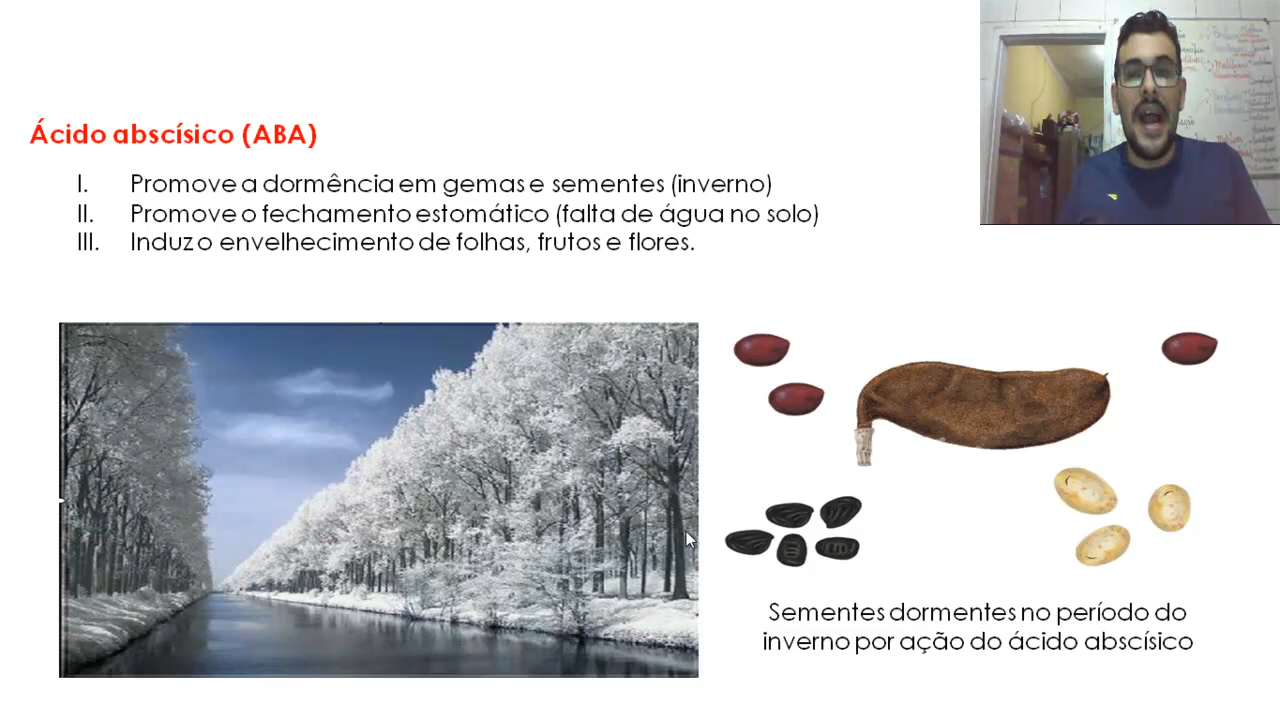 Ácido abscísico (ABA)
I. Promove a dormência em gemas e sementes (inverno)
II. Promove o fechamento estomático (falta de água no solo)
III. Induz o envelhecimento de folhas, frutos e flores.
Sementes dormentes no período do
inverno por ação do ácido abscísico